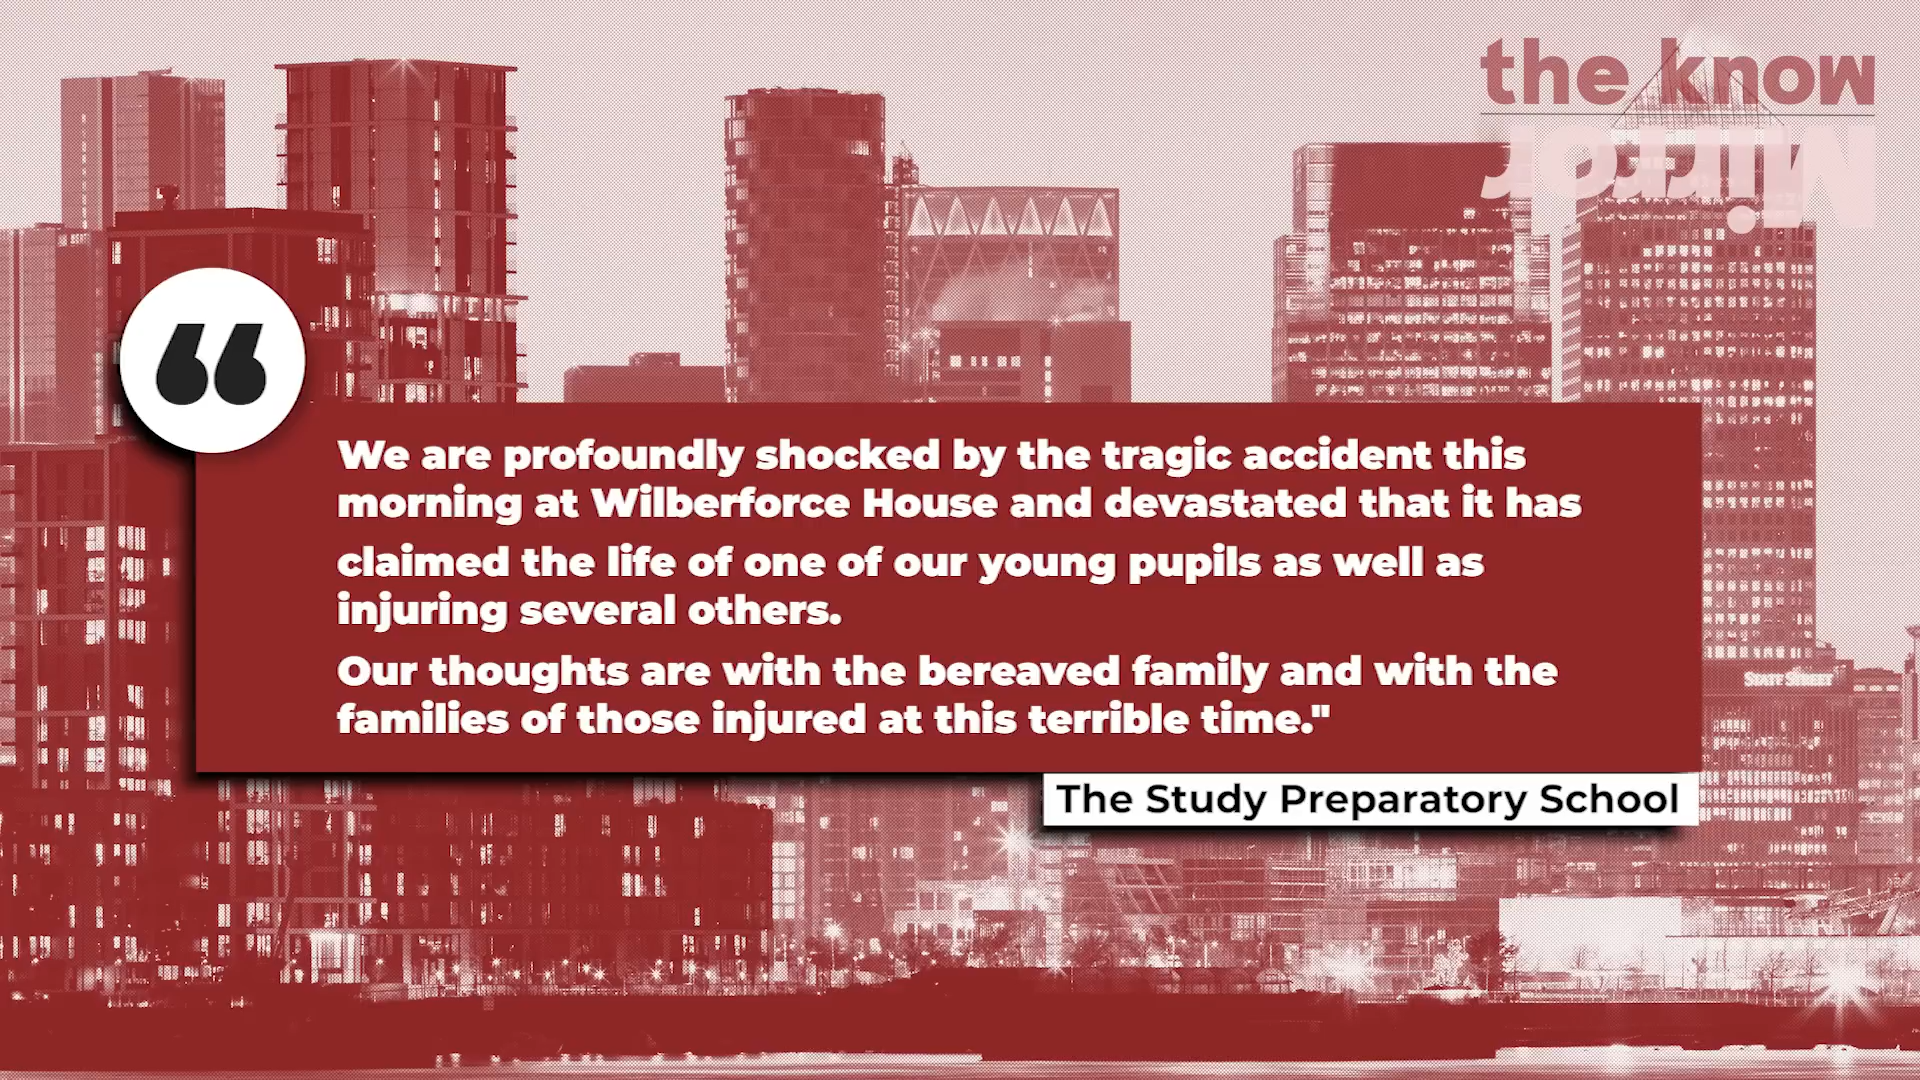 the know
Mirror
“
We are profoundly shocked by the tragic accident this
morning at Wilberforce House and devastated that it has
claimed the life of one of our young pupils as well as
injuring several others.
Our thoughts are with the bereaved family and with the
families of those injured at this terrible time."
STATE STREET
The Study Preparatory School